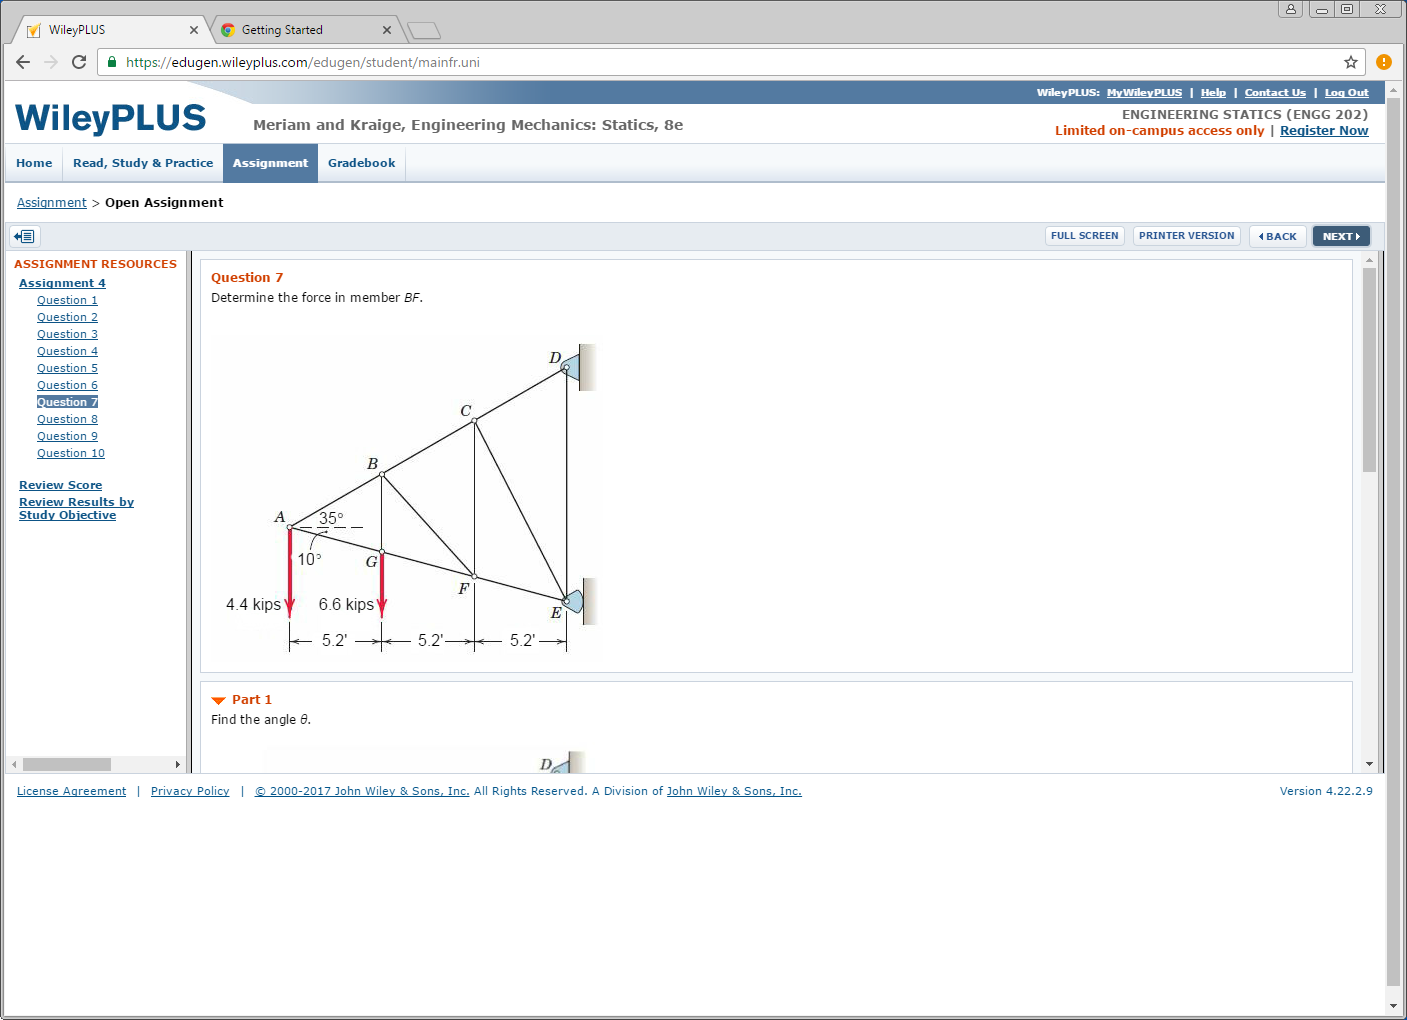 WileyPLUS
Getting Started
https://edugen.wileyplus.com/edugen/student/mainfr.uni
WileyPLUS: MyWileyPLUS | Help | Contact Us | Log Out
WileyPLUS
Meriam and Kraige, Engineering Mechanics: Statics, 8e
ENGINEERING STATICS (ENGG 202)
Limited on-campus access only | Register Now
Home
Read, Study & Practice
Assignment
Gradebook
Assignment > Open Assignment
FULL SCREEN
PRINTER VERSION
BACK
NEXT
ASSIGNMENT RESOURCES
Assignment 4
Question 1
Question 2
Question 3
Question 4
Question 5
Question 6
Question 7
Question 8
Question 9
Question 10
Review Score
Review Results by
Study Objective
Question 7
Determine the force in member BF.
D
C
B
A
35°
10°
G
F
E
4.4 kips
6.6 kips
5.2'
5.2'
5.2'
Part 1
Find the angle θ.
D
License Agreement | Privacy Policy | © 2000-2017 John Wiley & Sons, Inc. All Rights Reserved. A Division of John Wiley & Sons, Inc.
Version 4.22.2.9